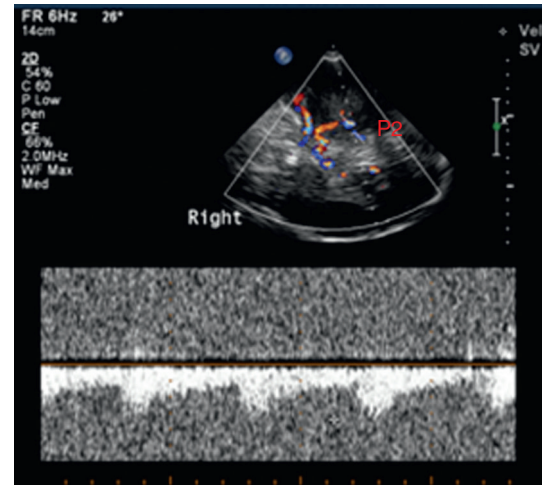 FR 6Hz 26°
14cm
2D
54%
C 60
P Low
Pen
CF
66%
2.0MHz
WF Max
Med
Vel
SV
P2
x
Right